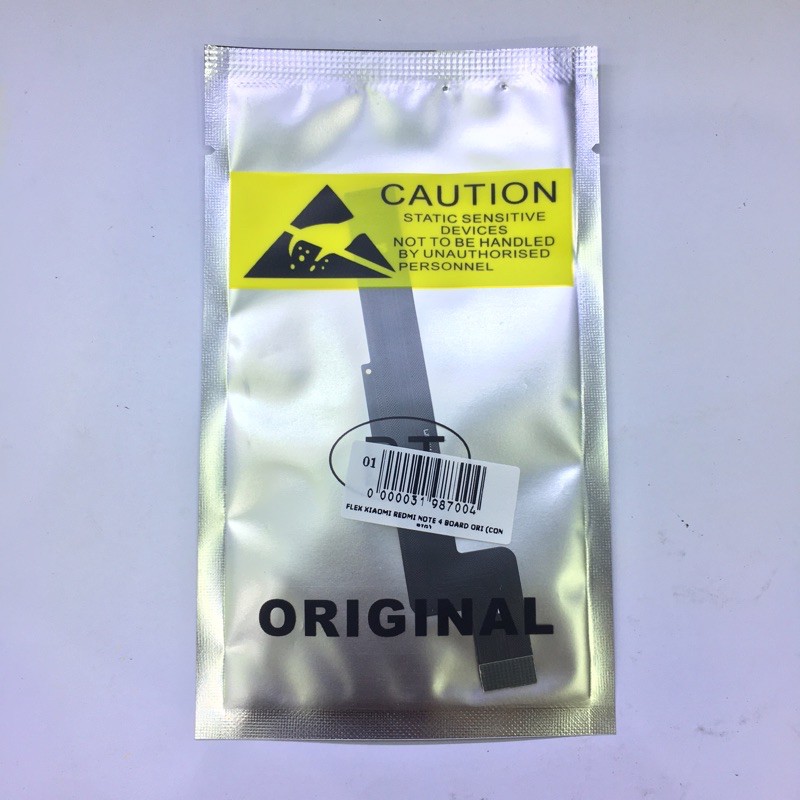 CAUTION
STATIC SENSITIVE
DEVICES
NOT TO BE HANDLED
BY UNAUTHORISED
PERSONNEL
01
0 000031 987004
FLEX XIAOMI REDMI NOTE 4 BOARD ORI (CON
ORIGINAL